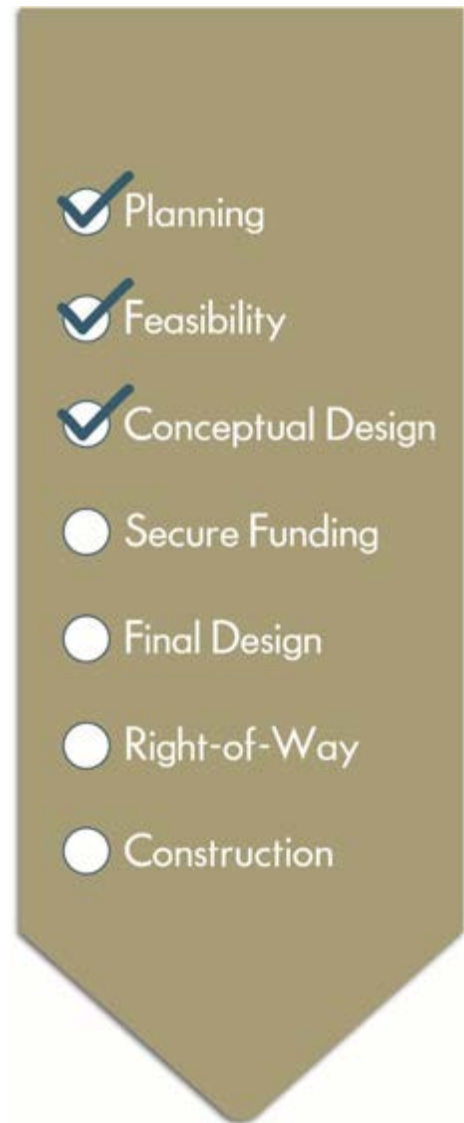 Planning
Feasibility
Conceptual Design
Secure Funding
Final Design
Right-of-Way
Construction